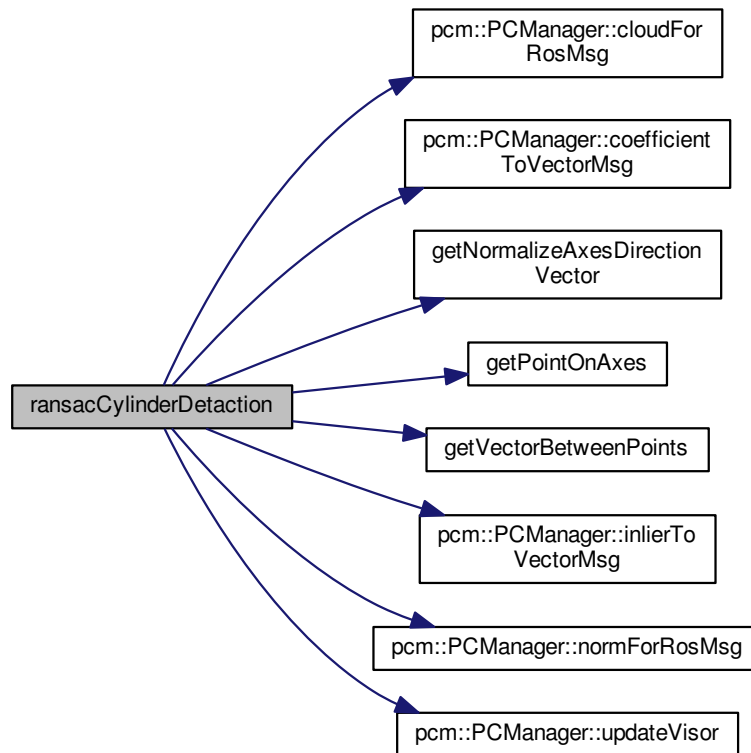 pcm::PCManager::cloudFor
RosMsg
pcm::PCManager::coefficient
ToVectorMsg
getNormalizeAxesDirection
Vector
getPointOnAxes
ransacCylinderDetaction
getVectorBetweenPoints
pcm::PCManager::inlierTo
VectorMsg
pcm::PCManager::normForRosMsg
pcm::PCManager::updateVisor